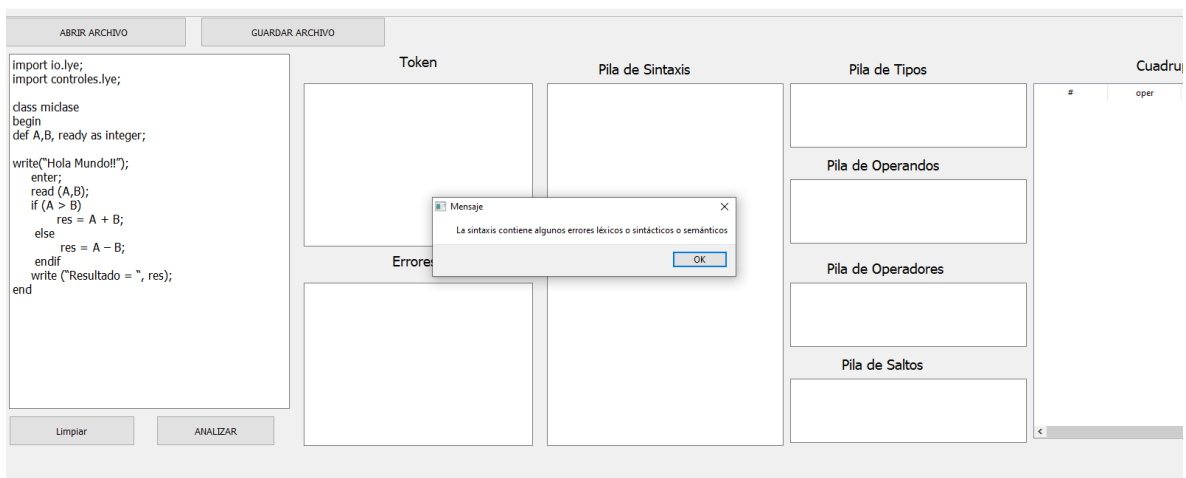 ABRIR ARCHIVO
GUARDAR ARCHIVO
import io.lye;
import controles.lye;
class miclase
begin
def A,B, ready as integer;
write(“Hola Mundo!!”);
enter;
read (A,B);
if (A > B)
res = A + B;
else
res = A – B;
endif
write (“Resultado = “, res);
end
Limpiar
ANALIZAR
Token
Errores
Pila de Sintaxis
Pila de Tipos
Pila de Operandos
Pila de Operadores
Pila de Saltos
Cuadru
# oper
Mensaje
La sintaxis contiene algunos errores léxicos o sintácticos o semánticos
OK